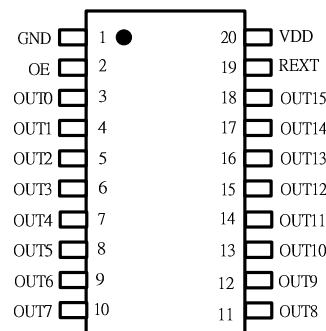 GND 1 20 VDD
OE 2 19 REXT
OUT0 3 18 OUT15
OUT1 4 17 OUT14
OUT2 5 16 OUT13
OUT3 6 15 OUT12
OUT4 7 14 OUT11
OUT5 8 13 OUT10
OUT6 9 12 OUT9
OUT7 10 11 OUT8